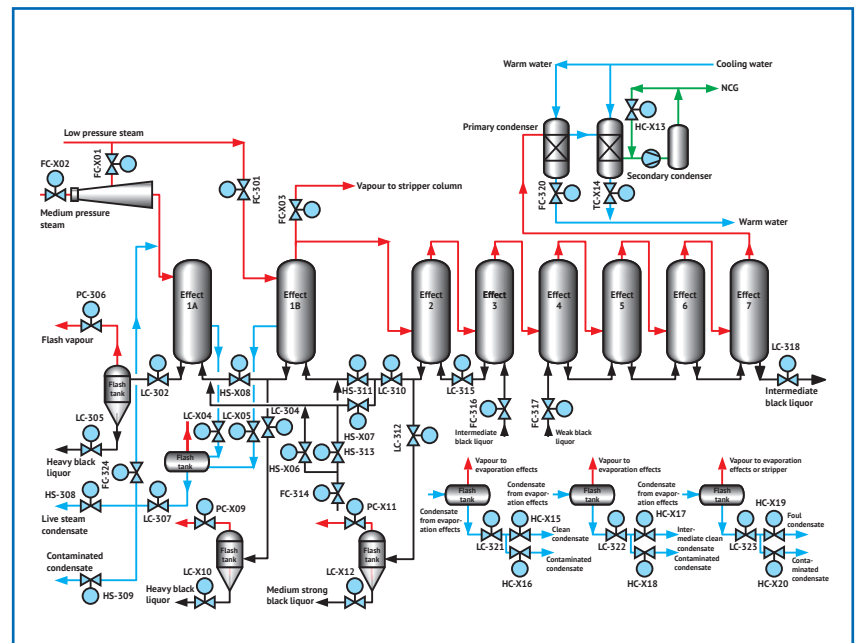 Warm water
Cooling water
NCG
HC-X13
Low pressure steam
Primary condenser
FC-X02
FC-X01
FC-301
Secondary condenser
Medium pressure
steam
FC-X03
Vapour to stripper column
FC-320
TC-X14
Warm water
Effect
1A
Effect
1B
Effect
2
Effect
3
Effect
4
Effect
5
Effect
6
Effect
7
PC-306
Flash vapour
LC-318
Flash
tank
LC-302
HS-X08
HS-311
LC-310
LC-315
Intermediate
black liquor
LC-305
Heavy black
liquor
LC-X04
LC-X05
LC-304
HS-X07
LC-312
FC-316
FC-317
Intermediate
black liquor
Weak black
liquor
FC-324
Flash
tank
HS-X06
HS-313
HS-308
Live steam
condensate
LC-307
FC-314
PC-X09
PC-X11
Flash
tank
Flash
tank
Contaminated
condensate
HS-309
LC-X10
Heavy black
liquor
LC-X12
Medium strong
black liquor
Vapour to
evaporation effects
Flash
tank
Condensate
from evapor-
ation effects
LC-321
HC-X15
Clean
condensate
Contaminated
condensate
HC-X16
Vapour to
evaporation effects
Condensate
from evapor-
ation effects
Flash
tank
LC-322
HC-X17
Inter-
mediate clean
condensate
Contaminated
condensate
HC-X18
Vapour to evaporation
effects or stripper
Condensate
from evapor-
ation effects
Flash
tank
LC-323
HC-X19
Foul
condensate
Conta-
minated
condensate
HC-X20